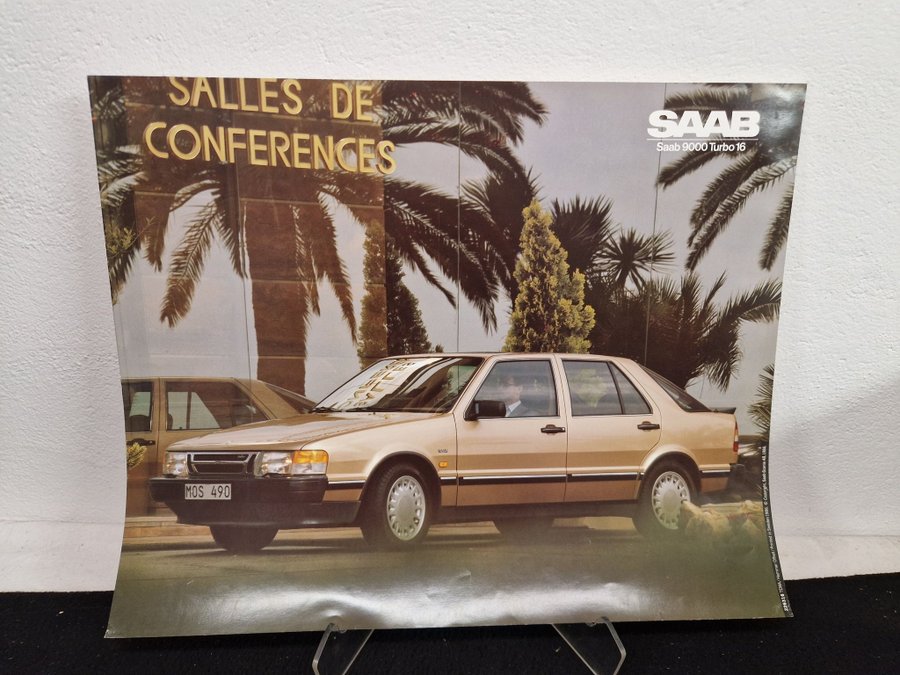 SALLES DE
CONFERENCES
SAAB
Saab 9000 Turbo 16
MOS 490